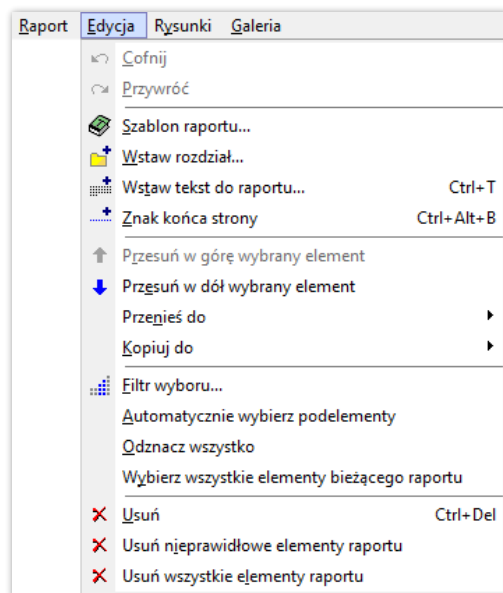 Raport Edycja Rysunki Galeria
Cofnij
Przywróć
Szablon raportu...
Wstaw rozdział...
Wstaw tekst do raportu... Ctrl+T
Znak końca strony Ctrl+Alt+B
Przesuń w górę wybrany element
Przesuń w dół wybrany element
Przenieś do
Kopiuj do
Filtr wyboru...
Automatycznie wybierz podelementy
Odznacz wszystko
Wybierz wszystkie elementy bieżącego raportu
Usuń Ctrl+Del
Usuń nieprawidłowe elementy raportu
Usuń wszystkie elementy raportu